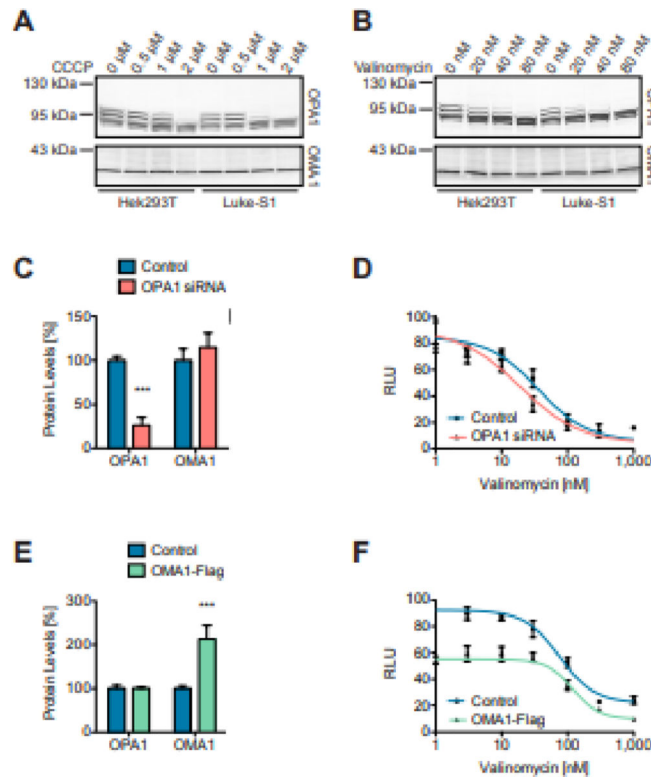 A
CCCP
0 µM
0.5 µM
1 µM
2 µM
0 µM
0.5 µM
1 µM
2 µM
130 kDa
95 kDa
43 kDa
OPA1
OMA1
Hek293T
Luke-S1
B
Valinomycin
0 nM
20 nM
40 nM
80 nM
0 nM
20 nM
40 nM
80 nM
130 kDa
95 kDa
43 kDa
Hek293T
Luke-S1
C
Control
OPA1 siRNA
Protein Levels [%]
150
100
50
0
***
OPA1
OMA1
D
RLU
100
80
60
40
20
0
Control
OPA1 siRNA
1
10
100
1,000
Valinomycin [nM]
E
Control
OMA1-Flag
Protein Levels [%]
300
200
100
0
***
OPA1
OMA1
F
RLU
100
80
60
40
20
0
Control
OMA1-Flag
1
10
100
1,000
Valinomycin [nM]